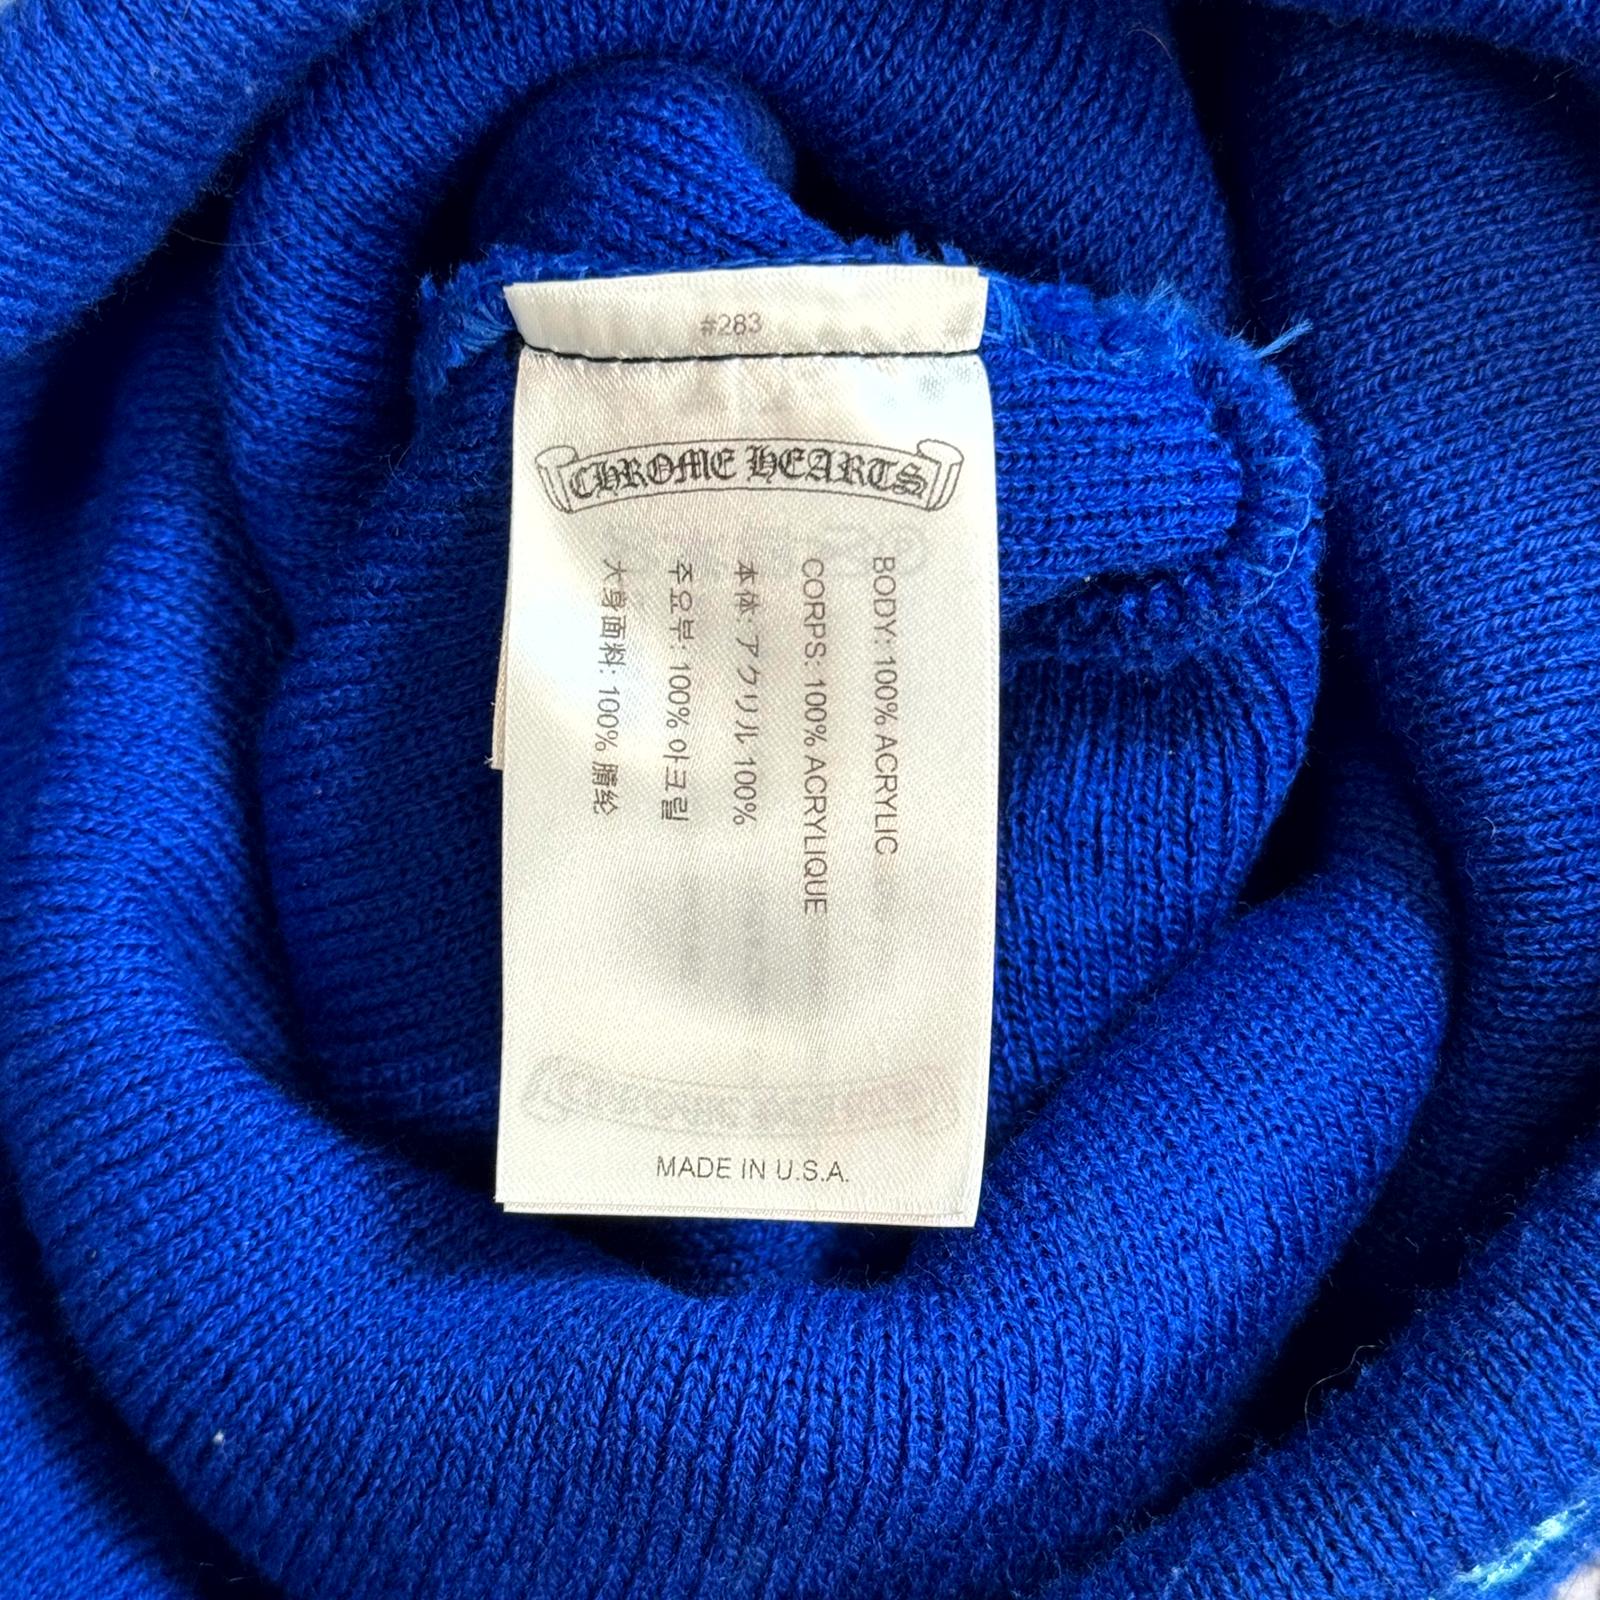 #283
CHROME HEARTS
BODY: 100% ACRYLIC
CORPS: 100% ACRYLIQUE
本体: アクリル 100%
주요부: 100% 아크릴
大身面料: 100% 腈纶
MADE IN U.S.A.